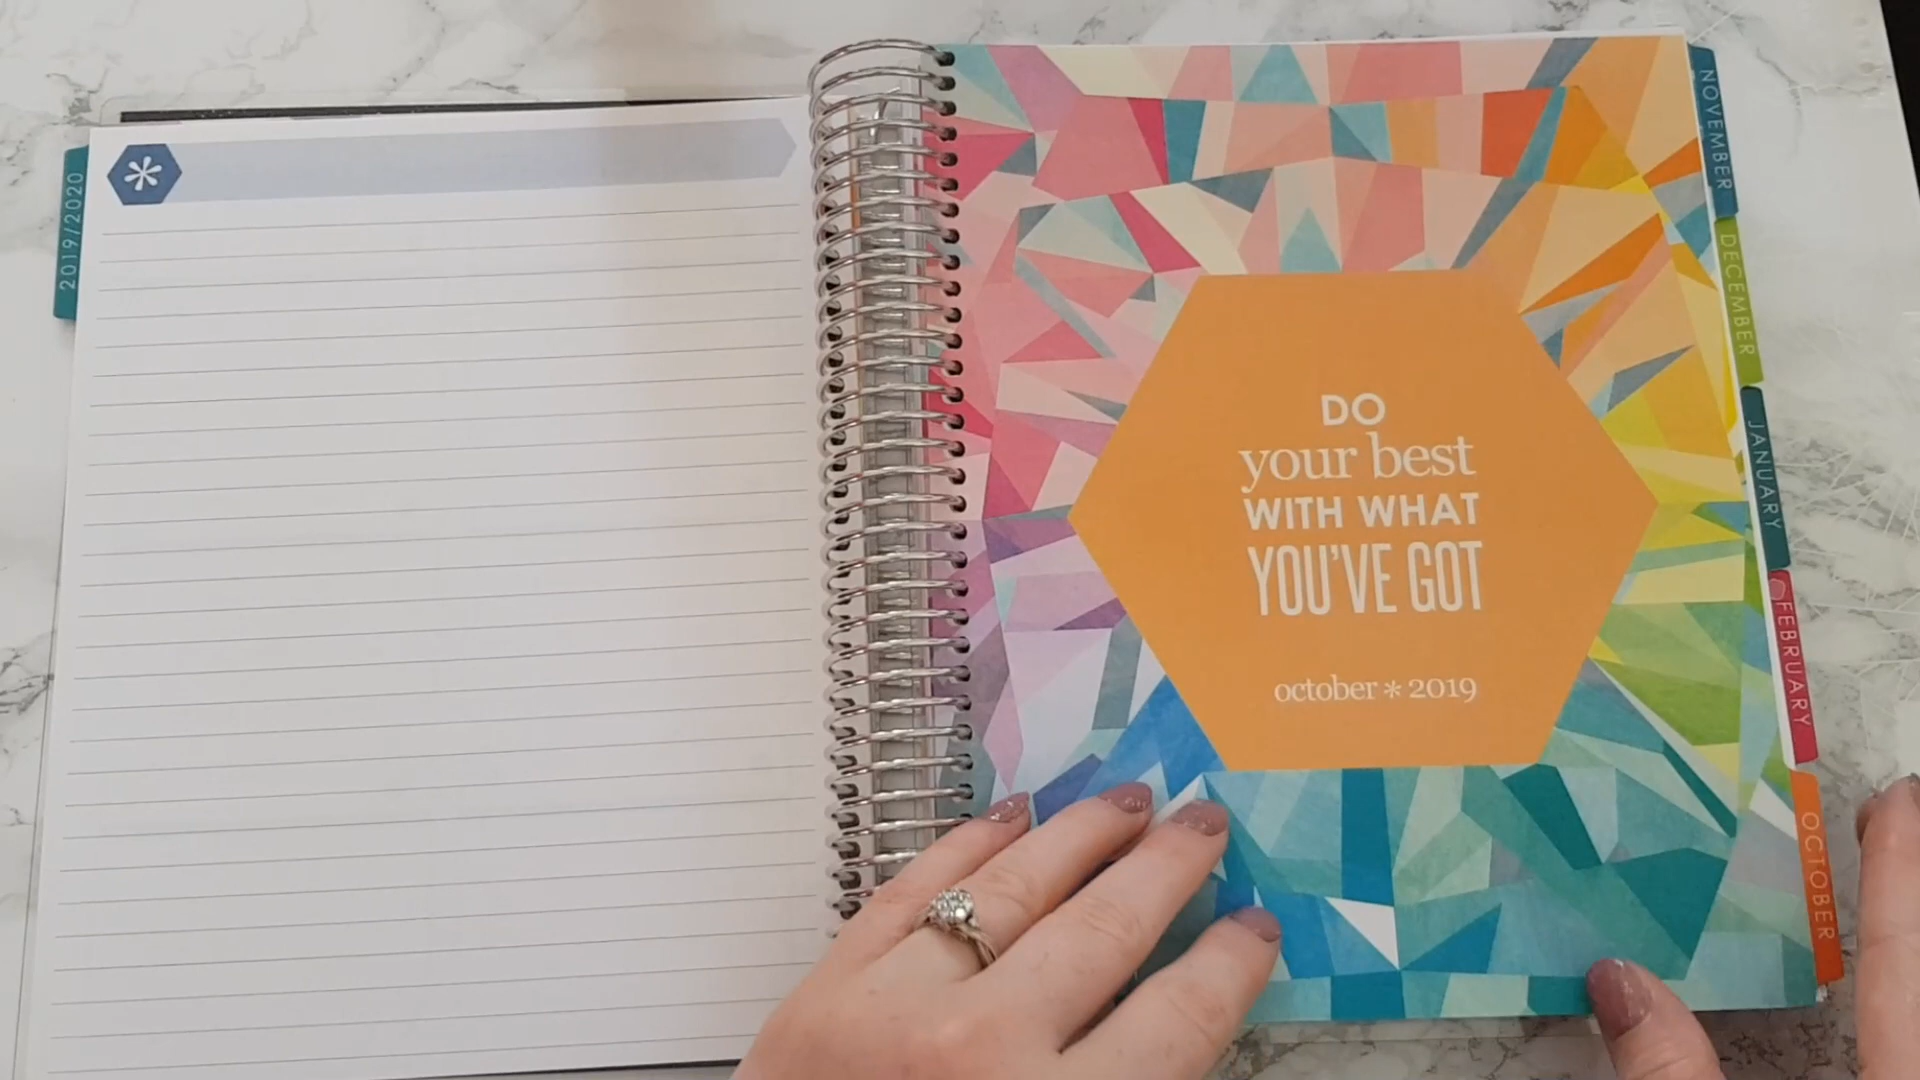 2019/2020
DO
your best
WITH WHAT
YOU'VE GOT
october * 2019
NOVEMBER
DECEMBER
JANUARY
FEBRUARY
OCTOBER